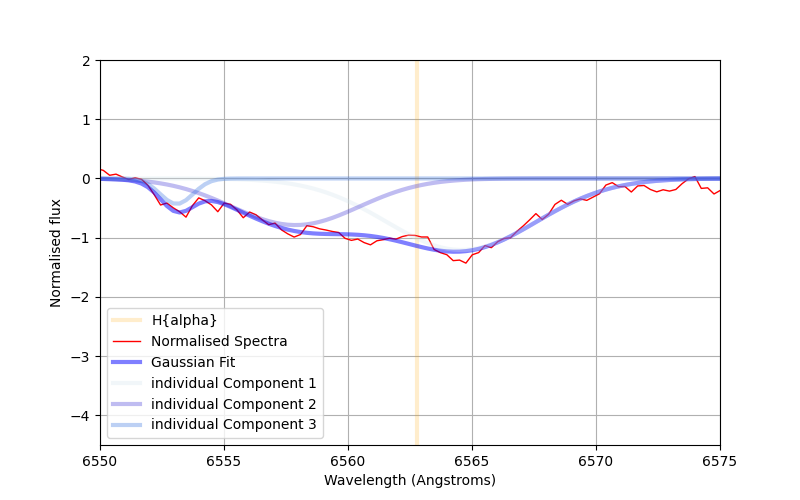 2
1
0
−1
−2
−3
−4
Normalised flux
H{alpha}
Normalised Spectra
Gaussian Fit
individual Component 1
individual Component 2
individual Component 3
6550 6555 6560 6565 6570 6575
Wavelength (Angstroms)